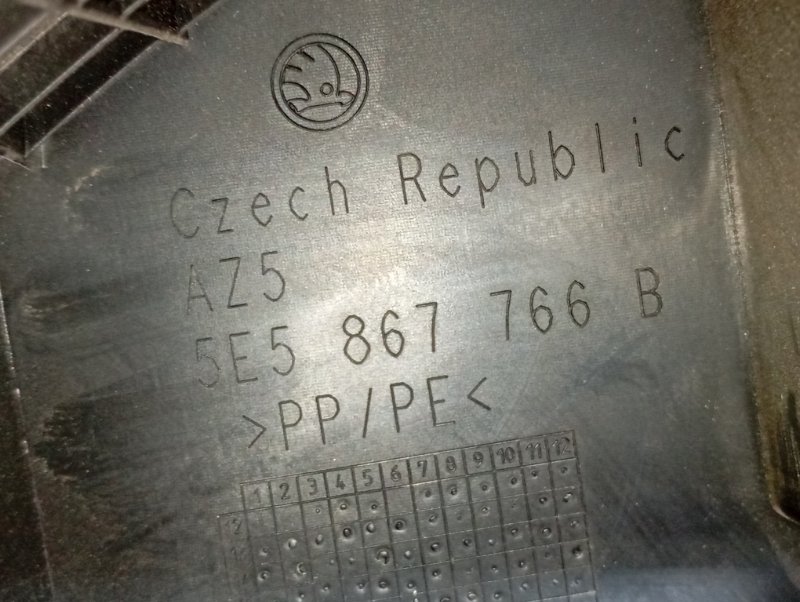 Czech Republic
AZ5
5E5 867 766 B
>PP/PE<
1 2 3 4 5 6 7 8 9 10 11 12